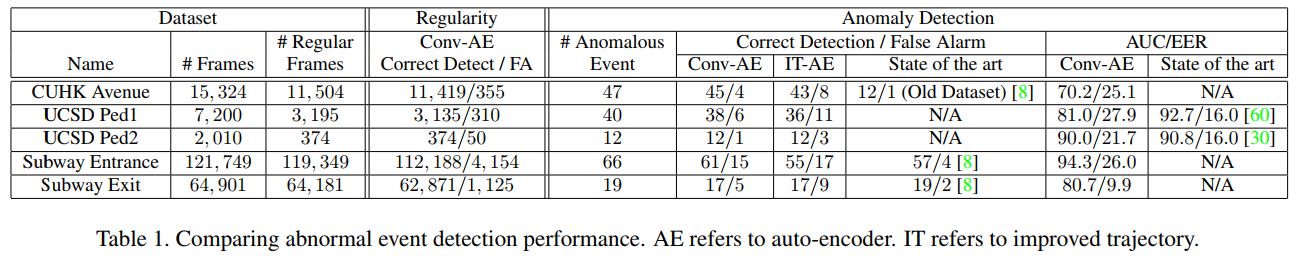 Dataset Regularity Anomaly Detection
# Regular Conv-AE # Anomalous Correct Detection / False Alarm AUC/EER
Name # Frames Frames Correct Detect / FA Event Conv-AE IT-AE State of the art Conv-AE State of the art
CUHK Avenue 15, 324 11, 504 11, 419/355 47 45/4 43/8 12/1 (Old Dataset) [8] 70.2/25.1 N/A
UCSD Ped1 7, 200 3, 195 3, 135/310 40 38/6 36/11 N/A 81.0/27.9 92.7/16.0 [60]
UCSD Ped2 2, 010 374 374/50 12 12/1 12/3 N/A 90.0/21.7 90.8/16.0 [30]
Subway Entrance 121, 749 119, 349 112, 188/4, 154 66 61/15 55/17 57/4 [8] 94.3/26.0 N/A
Subway Exit 64, 901 64, 181 62, 871/1, 125 19 17/5 17/9 19/2 [8] 80.7/9.9 N/A
Table 1. Comparing abnormal event detection performance. AE refers to auto-encoder. IT refers to improved trajectory.